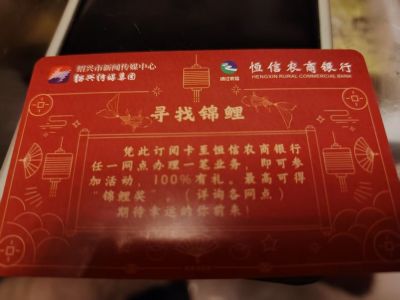 绍兴市新闻传媒中心
绍兴传媒集团
恒信农商银行
HENGXIN RURAL COMMERCIAL BANK
寻找锦鲤
凭此订阅卡至恒信农商银行
任一网点办理一笔业务，即可参
加活动，100%有礼。最高可得
“锦鲤奖”。（详询各网点）
期待幸运的你前来！